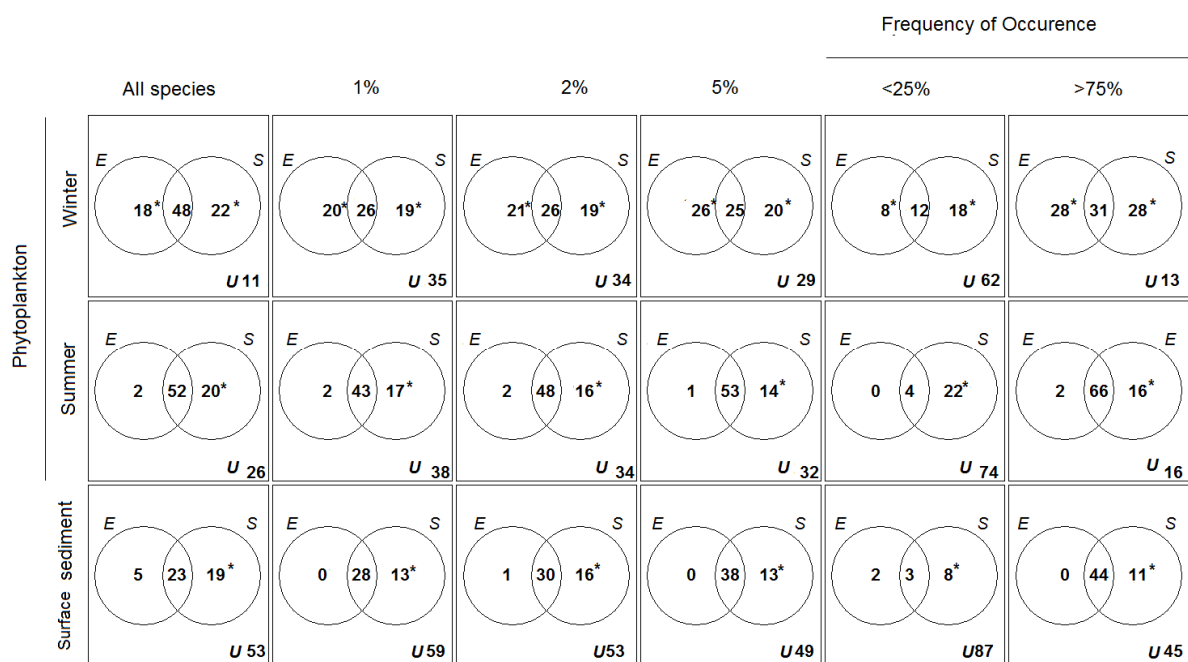 Frequency of Occurence
All species 1% 2% 5% <25% >75%
Phytoplankton
Winter
E S E S E S E S E S E S
18* 48 22* 20* 26 19* 21* 26 19* 26* 25 20* 8* 12 18* 28* 31 28*
U 11 U 35 U 34 U 29 U 62 U 13
Summer
E S E S E S E S E S E E
2 52 20* 2 43 17* 2 48 16* 1 53 14* 0 4 22* 2 66 16*
U 26 U 38 U 34 U 32 U 74 U 16
Surface sediment
E S E S E S E S E S E S
5 23 19* 0 28 13* 1 30 16* 0 38 13* 2 3 8* 0 44 11*
U 53 U59 U53 U 49 U87 U 45